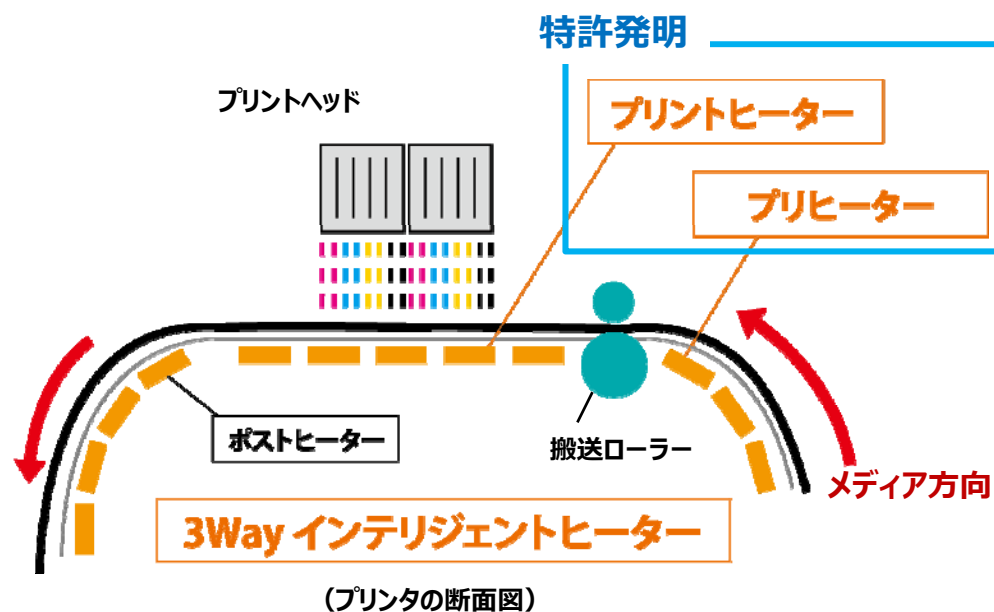 特許発明
プリントヘッド
プリントヒーター
プリヒーター
ポストヒーター
搬送ローラー
メディア方向
3Way インテリジェントヒーター
(プリンタの断面図)